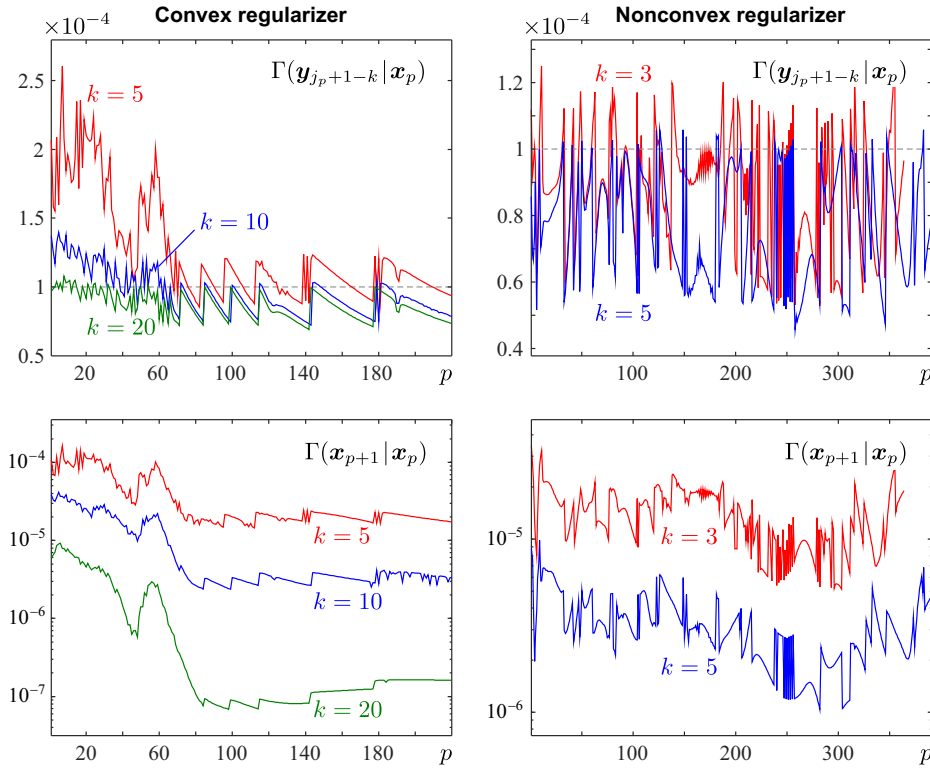 Convex regularizer
Nonconvex regularizer
×10⁻⁴
Γ(𝒚_{j_p+1−k} | 𝒙_p)
k = 5
k = 10
k = 20
2.5
2
1.5
1
0.5
20 60 100 140 180 p
×10⁻⁴
Γ(𝒚_{j_p+1−k} | 𝒙_p)
k = 3
k = 5
1.2
1
0.8
0.6
0.4
100 200 300 p
Γ(𝒙_{p+1} | 𝒙_p)
k = 5
k = 10
k = 20
10⁻⁴
10⁻⁵
10⁻⁶
10⁻⁷
20 60 100 140 180 p
Γ(𝒙_{p+1} | 𝒙_p)
k = 3
k = 5
10⁻⁵
10⁻⁶
100 200 300 p